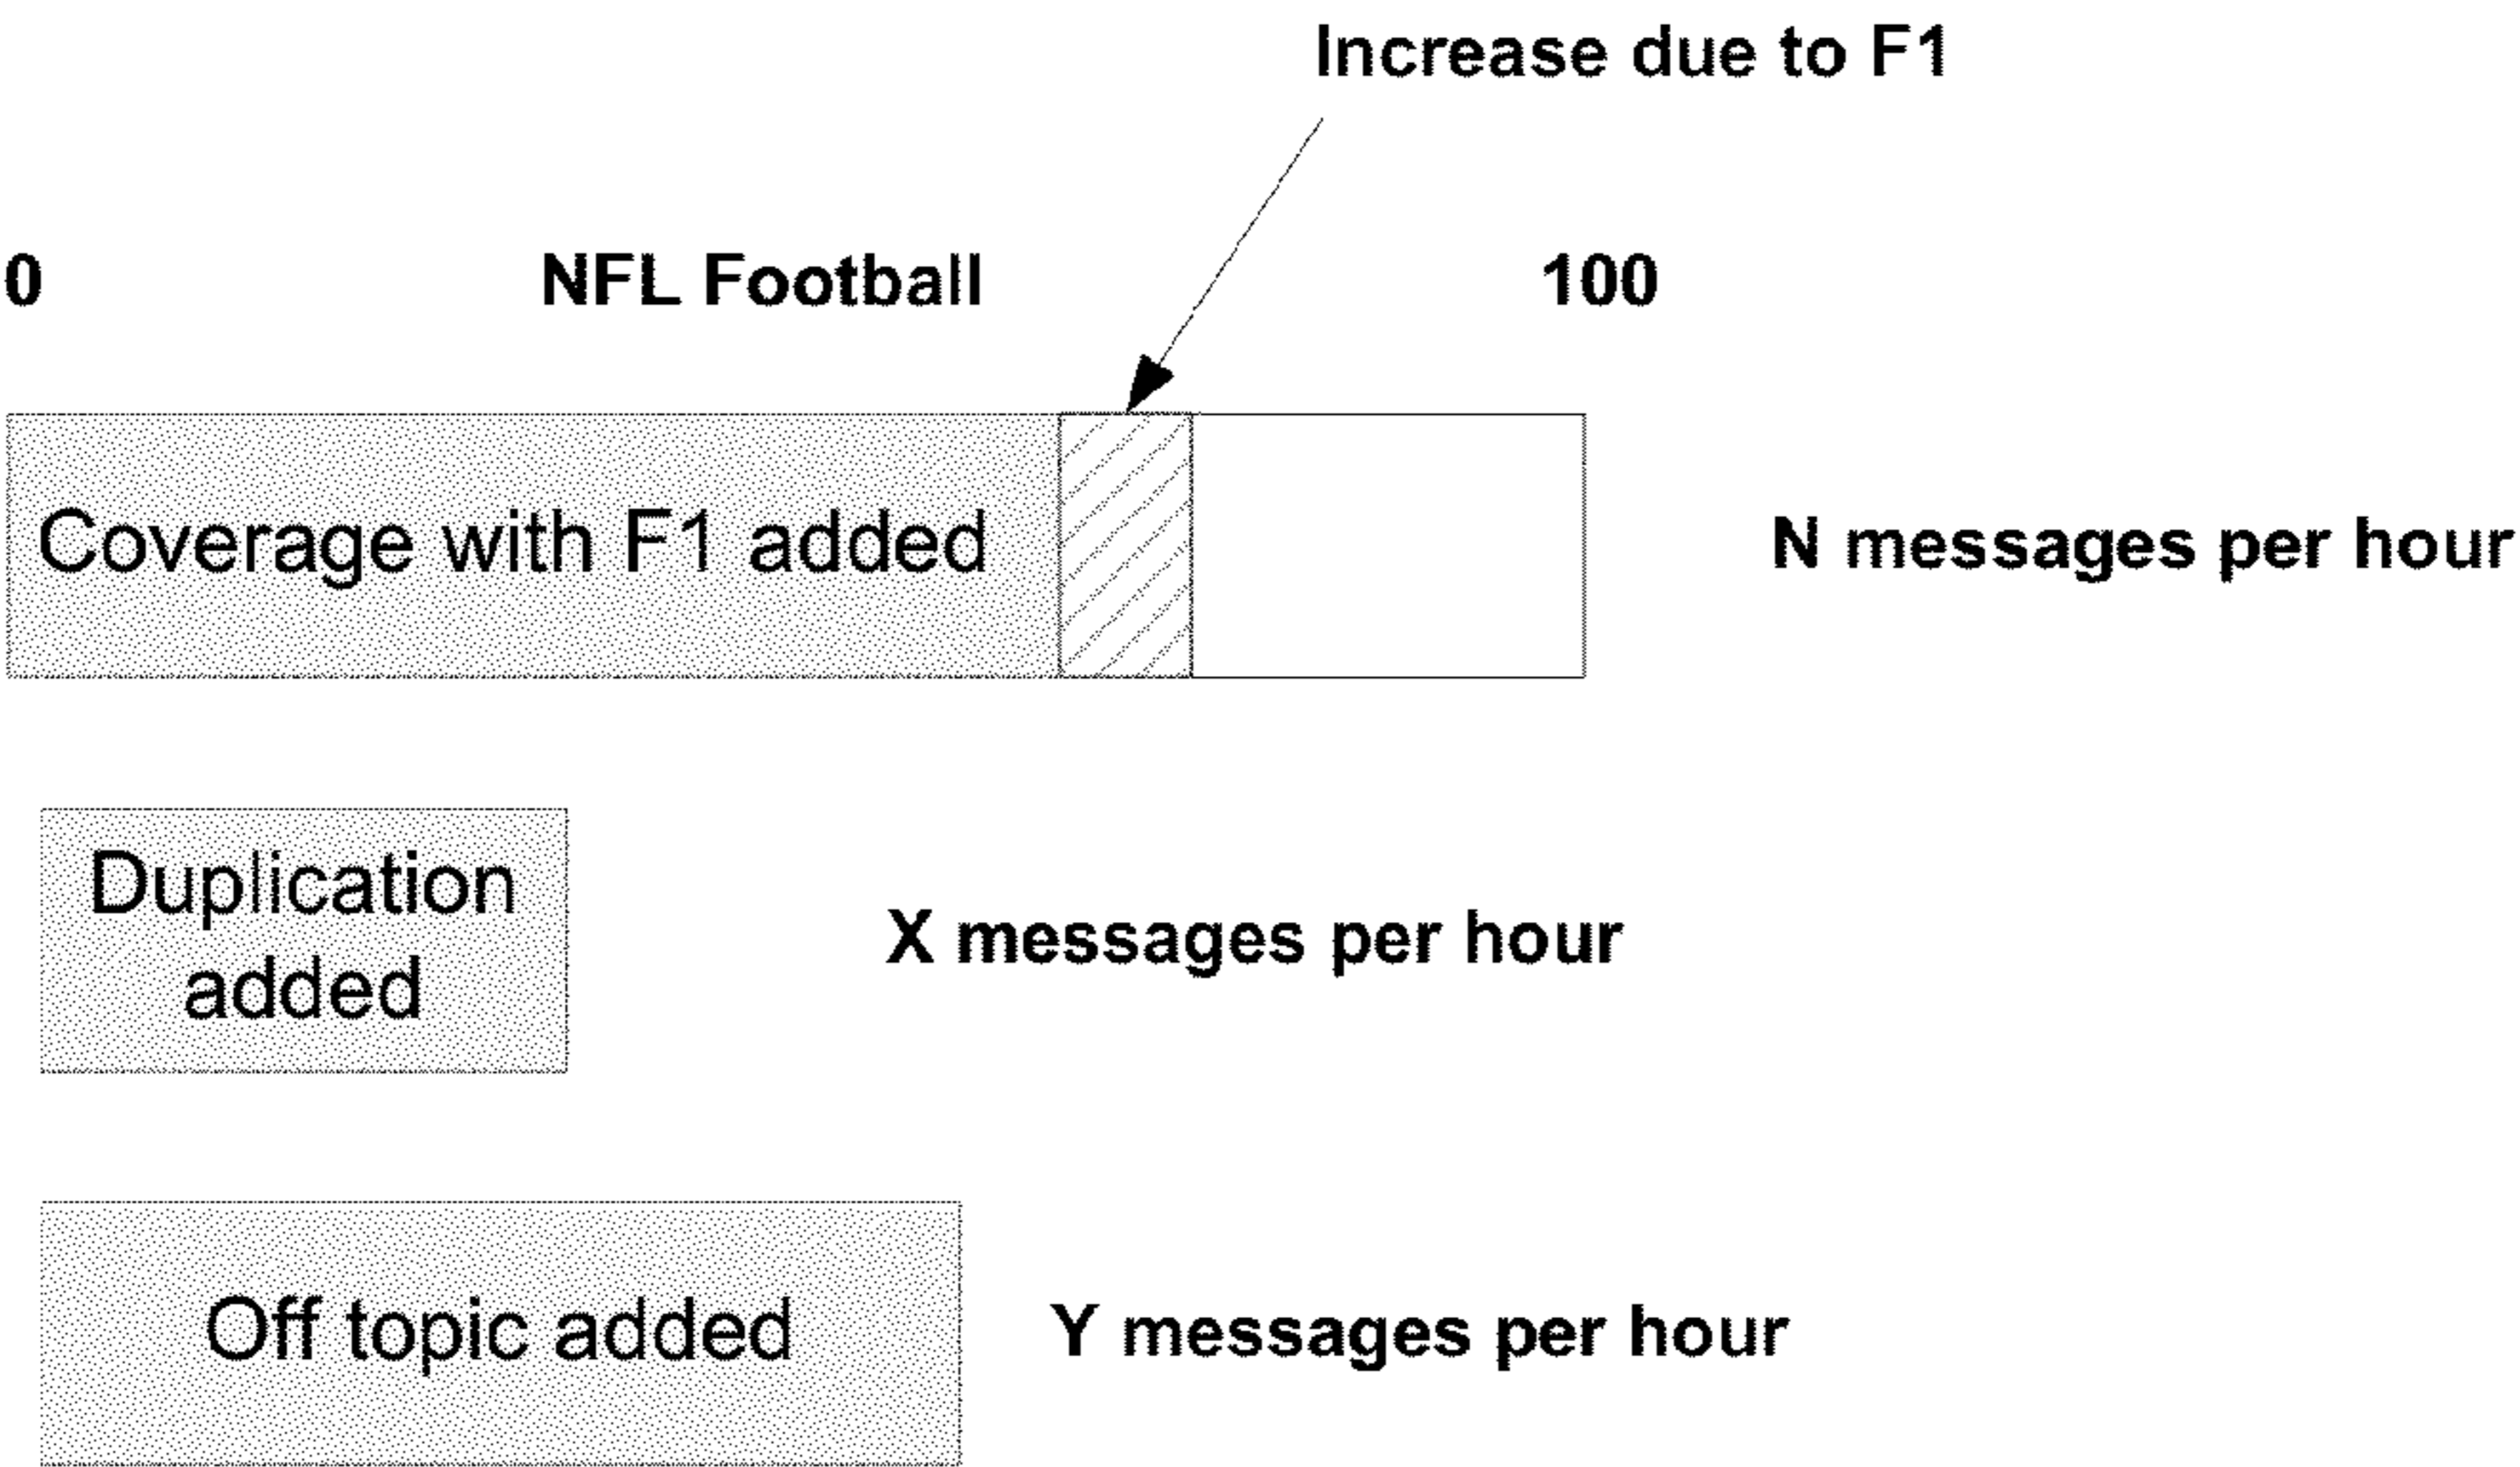 Increase due to F1
0
NFL Football
100
Coverage with F1 added
N messages per hour
Duplication
added
X messages per hour
Off topic added
Y messages per hour